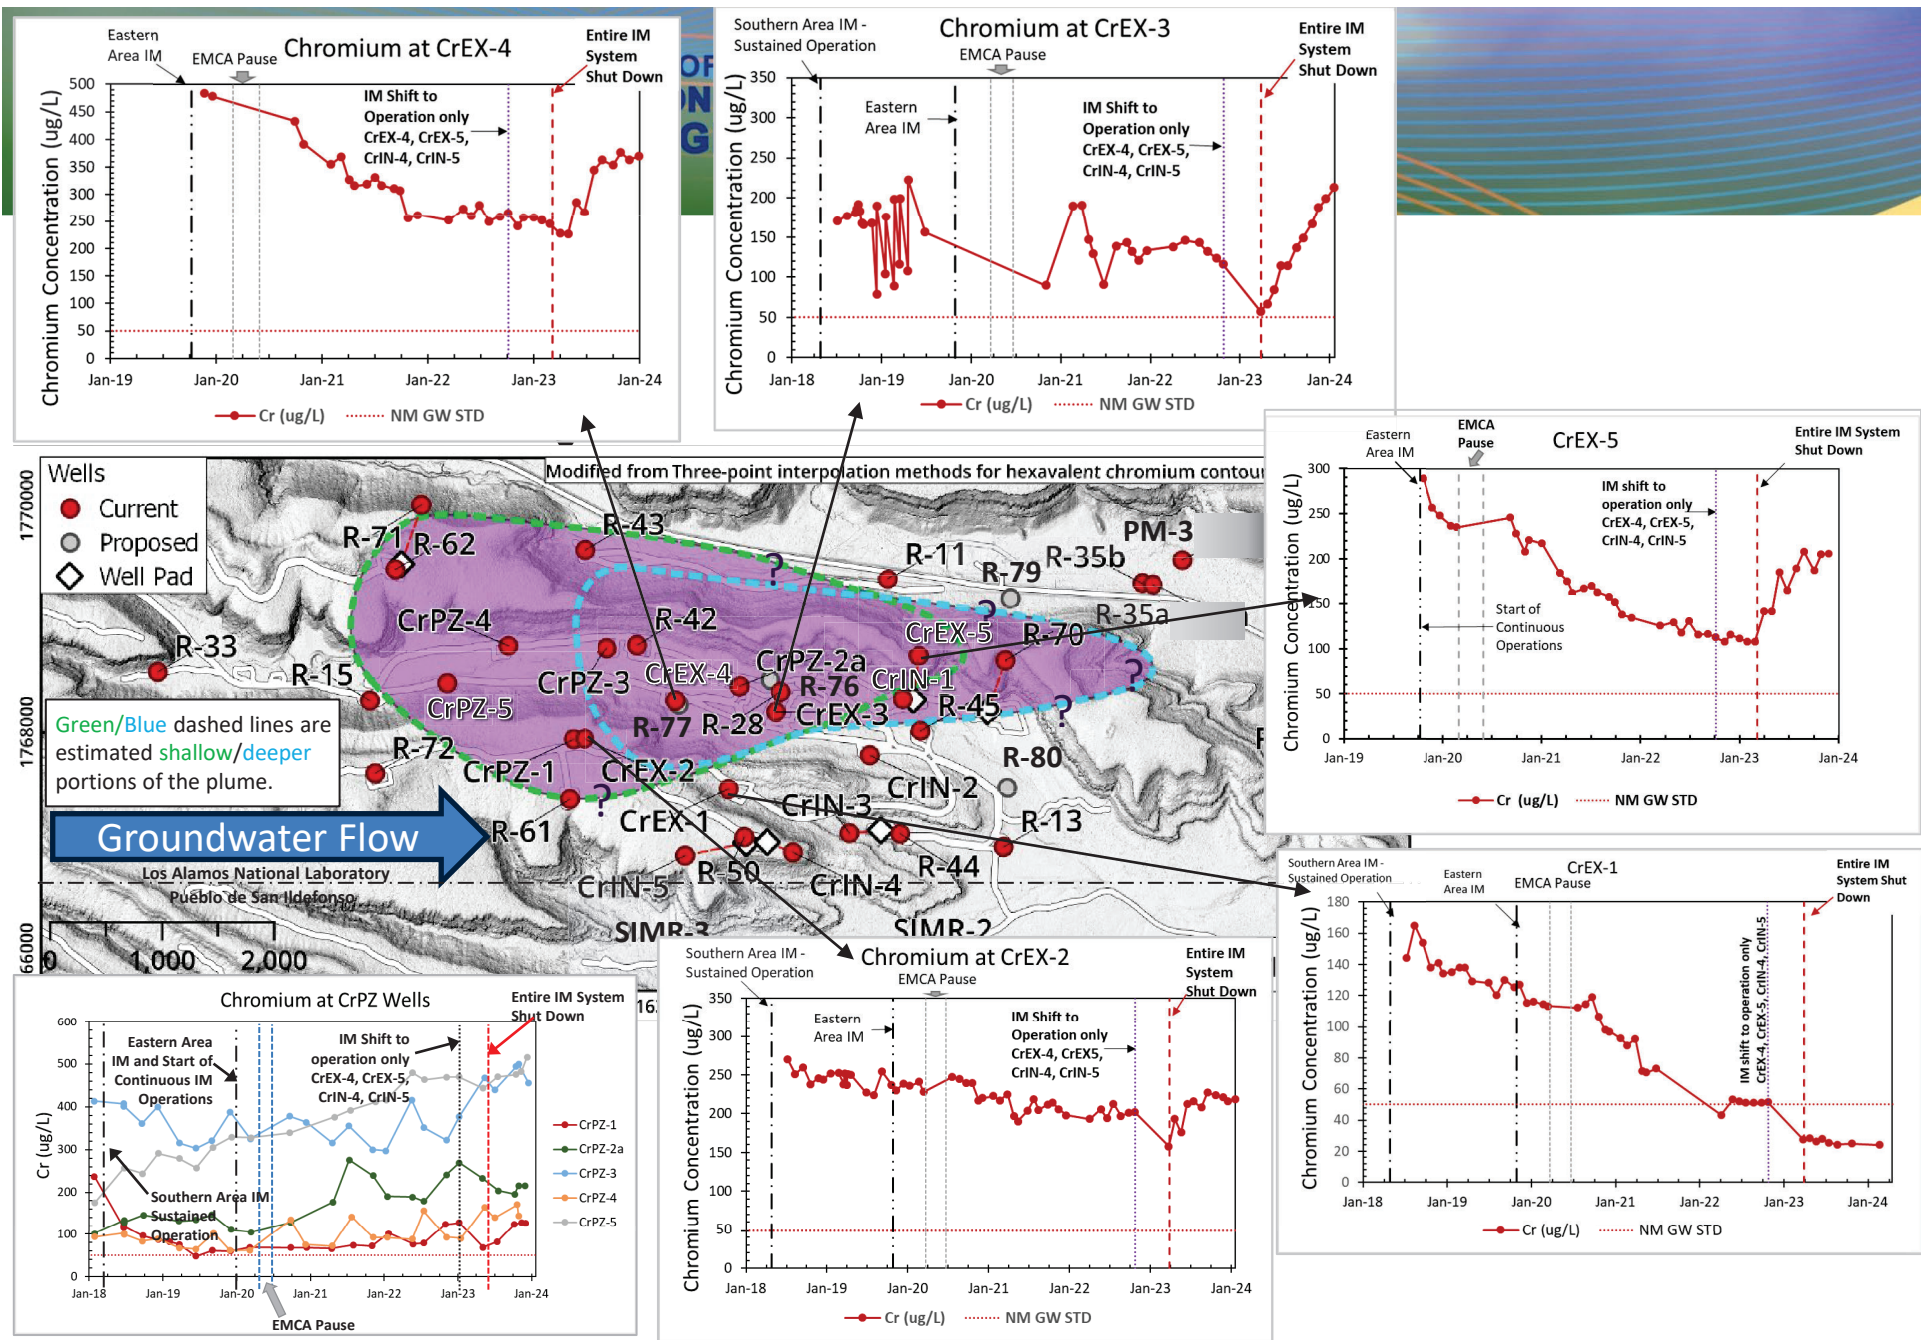 OF
ON
G
Chromium at CrEX-4
Eastern
Area IM
EMCA Pause
Entire IM
System
Shut Down
IM Shift to
Operation only
CrEX-4, CrEX-5,
CrIN-4, CrIN-5
Chromium Concentration (ug/L)
500
450
400
350
300
250
200
150
100
50
0
Jan-19
Jan-20
Jan-21
Jan-22
Jan-23
Jan-24
Cr (ug/L)
NM GW STD
Southern Area IM -
Sustained Operation
Chromium at CrEX-3
EMCA Pause
Entire IM
System
Shut Down
Eastern
Area IM
IM Shift to
Operation only
CrEX-4, CrEX-5,
CrIN-4, CrIN-5
Chromium Concentration (ug/L)
350
300
250
200
150
100
50
0
Jan-18
Jan-19
Jan-20
Jan-21
Jan-22
Jan-23
Jan-24
Cr (ug/L)
NM GW STD
CrEX-5
Eastern
Area IM
EMCA
Pause
Entire IM System
Shut Down
IM shift to
operation only
CrEX-4, CrEX-5,
CrIN-4, CrIN-5
Start of
Continuous
Operations
Chromium Concentration (ug/L)
300
250
200
150
100
50
0
Jan-19
Jan-20
Jan-21
Jan-22
Jan-23
Jan-24
Cr (ug/L)
NM GW STD
Modified from Three-point interpolation methods for hexavalent chromium contour
Wells
Current
Proposed
Well Pad
1770000
1768000
66000
R-71
R-62
R-43
R-11
R-35b
PM-3
R-79
R-35a
R-33
CrPZ-4
R-42
CrEX-5
R-70
R-15
CrPZ-5
CrPZ-3
CrEX-4
CrPZ-2a
R-76
CrIN-1
R-77
R-28
CrEX-3
R-45
R-72
CrPZ-1
CrEX-2
CrIN-2
R-80
R-61
CrEX-1
CrIN-3
R-13
CrIN-5
R-50
CrIN-4
R-44
SIMR-3
SIMR-2
?
?
?
?
?
Green/Blue dashed lines are
estimated shallow/deeper
portions of the plume.
Groundwater Flow
Los Alamos National Laboratory
Pueblo de San Ildefonso
0
1,000
2,000
163
Chromium at CrPZ Wells
Entire IM System
Shut Down
Eastern Area
IM and Start of
Continuous IM
Operations
IM Shift to
operation only
CrEX-4, CrEX-5,
CrIN-4, CrIN-5
Southern Area IM
Sustained
Operation
Cr (ug/L)
600
500
400
300
200
100
0
Jan-18
Jan-19
Jan-20
Jan-21
Jan-22
Jan-23
Jan-24
CrPZ-1
CrPZ-2a
CrPZ-3
CrPZ-4
CrPZ-5
EMCA Pause
Southern Area IM -
Sustained Operation
Chromium at CrEX-2
EMCA Pause
Entire IM
System
Shut Down
Eastern
Area IM
IM Shift to
Operation only
CrEX-4, CrEX5,
CrIN-4, CrIN-5
Chromium Concentration (ug/L)
350
300
250
200
150
100
50
0
Jan-18
Jan-19
Jan-20
Jan-21
Jan-22
Jan-23
Jan-24
Cr (ug/L)
NM GW STD
Southern Area IM -
Sustained Operation
CrEX-1
Eastern
Area IM
EMCA Pause
Entire IM
System Shut
Down
IM shift to operation only
CrEX-4, CrEX-5, CrIN-4, CrIN-5
Chromium Concentration (ug/L)
180
160
140
120
100
80
60
40
20
0
Jan-18
Jan-19
Jan-20
Jan-21
Jan-22
Jan-23
Jan-24
Cr (ug/L)
NM GW STD